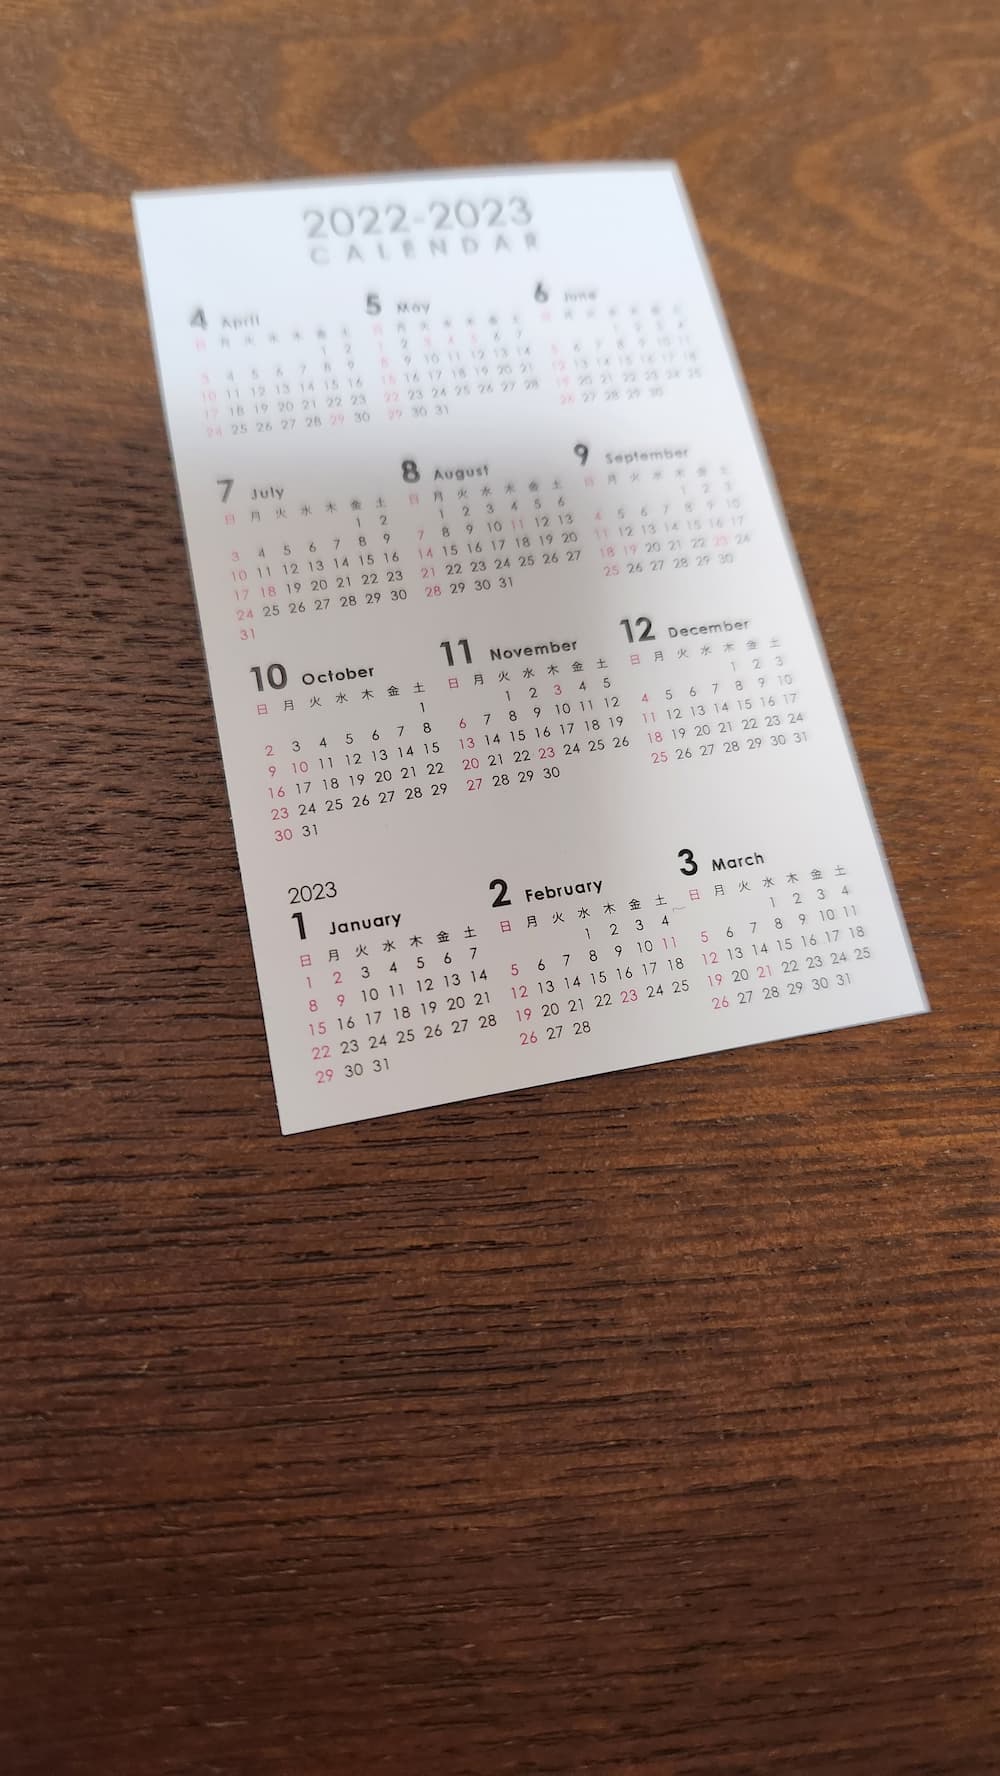 2022-2023
CALENDAR
4 April
日 月 火 水 木 金 土
1 2
3 4 5 6 7 8 9
10 11 12 13 14 15 16
17 18 19 20 21 22 23
24 25 26 27 28 29 30
5 May
日 月 火 水 木 金 土
1 2 3 4 5 6 7
8 9 10 11 12 13 14
15 16 17 18 19 20 21
22 23 24 25 26 27 28
29 30 31
6 June
日 月 火 水 木 金 土
1 2 3 4
5 6 7 8 9 10 11
12 13 14 15 16 17 18
19 20 21 22 23 24 25
26 27 28 29 30
7 July
日 月 火 水 木 金 土
1 2
3 4 5 6 7 8 9
10 11 12 13 14 15 16
17 18 19 20 21 22 23
24 25 26 27 28 29 30
31
8 August
日 月 火 水 木 金 土
1 2 3 4 5 6
7 8 9 10 11 12 13
14 15 16 17 18 19 20
21 22 23 24 25 26 27
28 29 30 31
9 September
日 月 火 水 木 金 土
1 2 3
4 5 6 7 8 9 10
11 12 13 14 15 16 17
18 19 20 21 22 23 24
25 26 27 28 29 30
10 October
日 月 火 水 木 金 土
1
2 3 4 5 6 7 8
9 10 11 12 13 14 15
16 17 18 19 20 21 22
23 24 25 26 27 28 29
30 31
11 November
日 月 火 水 木 金 土
1 2 3 4 5
6 7 8 9 10 11 12
13 14 15 16 17 18 19
20 21 22 23 24 25 26
27 28 29 30
12 December
日 月 火 水 木 金 土
1 2 3
4 5 6 7 8 9 10
11 12 13 14 15 16 17
18 19 20 21 22 23 24
25 26 27 28 29 30 31
2023
1 January
日 月 火 水 木 金 土
1 2 3 4 5 6 7
8 9 10 11 12 13 14
15 16 17 18 19 20 21
22 23 24 25 26 27 28
29 30 31
2 February
日 月 火 水 木 金 土
1 2 3 4
5 6 7 8 9 10 11
12 13 14 15 16 17 18
19 20 21 22 23 24 25
26 27 28
3 March
日 月 火 水 木 金 土
1 2 3 4
5 6 7 8 9 10 11
12 13 14 15 16 17 18
19 20 21 22 23 24 25
26 27 28 29 30 31